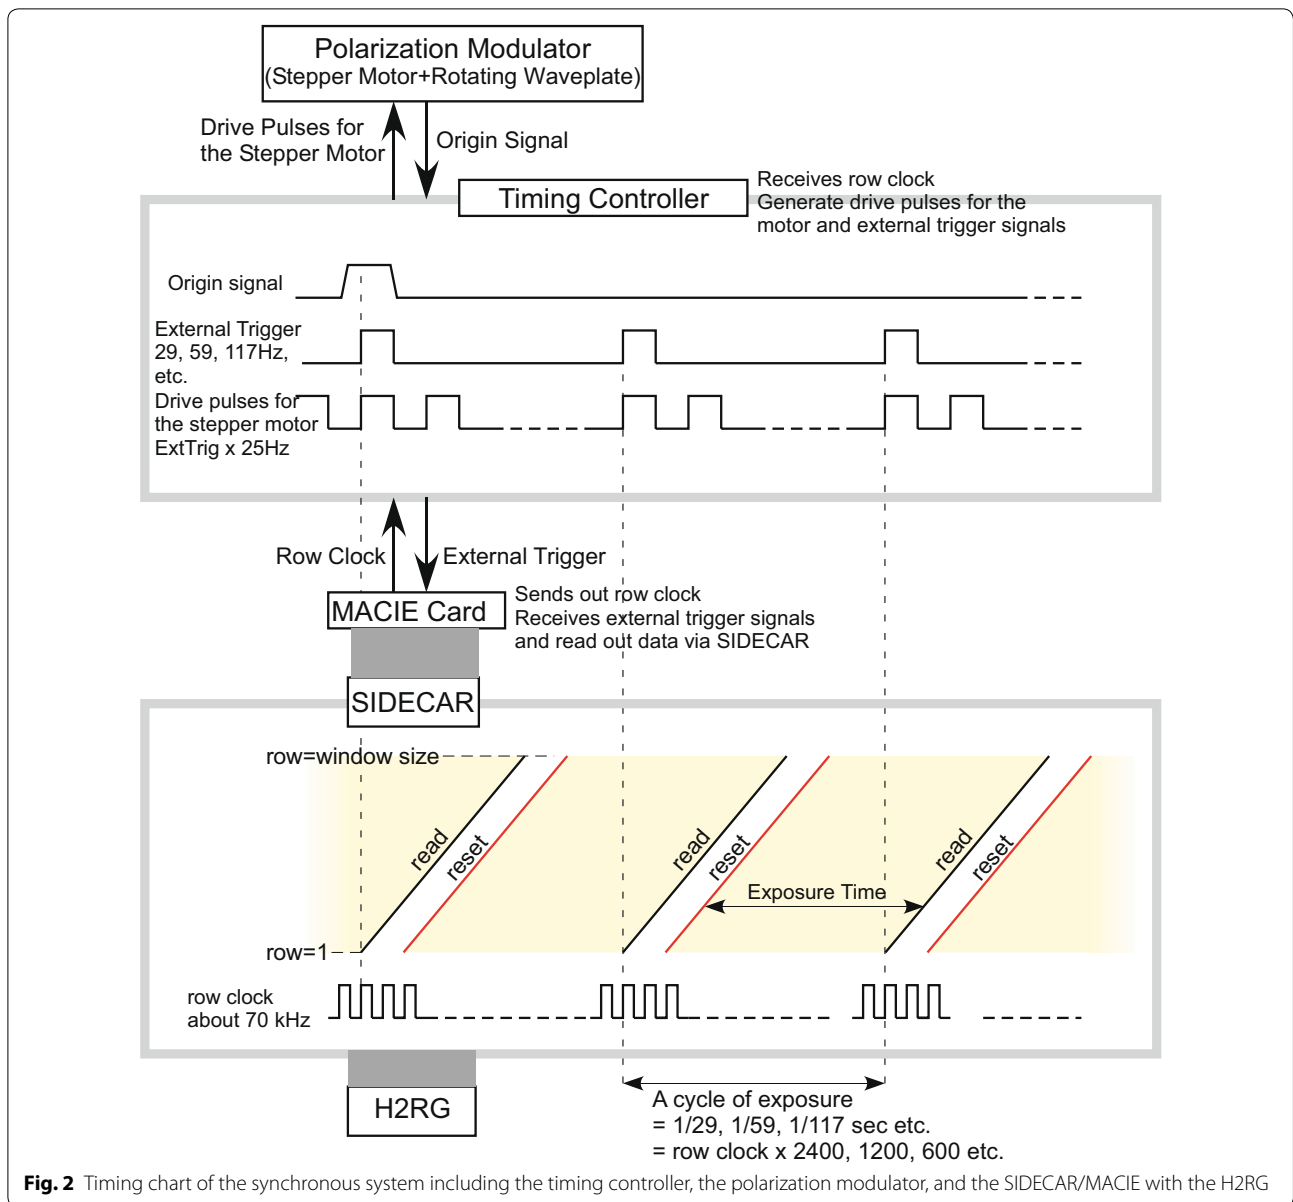 Polarization Modulator
(Stepper Motor+Rotating Waveplate)
Drive Pulses for
the Stepper Motor
Origin Signal
Timing Controller
Receives row clock
Generate drive pulses for the
motor and external trigger signals
Origin signal
External Trigger
29, 59, 117Hz,
etc.
Drive pulses for
the stepper motor
ExtTrig x 25Hz
Row Clock
External Trigger
MACIE Card
Sends out row clock
Receives external trigger signals
and read out data via SIDECAR
SIDECAR
row=window size
read
reset
read
reset
read
reset
Exposure Time
row=1
row clock
about 70 kHz
H2RG
A cycle of exposure
= 1/29, 1/59, 1/117 sec etc.
= row clock x 2400, 1200, 600 etc.
Fig. 2 Timing chart of the synchronous system including the timing controller, the polarization modulator, and the SIDECAR/MACIE with the H2RG